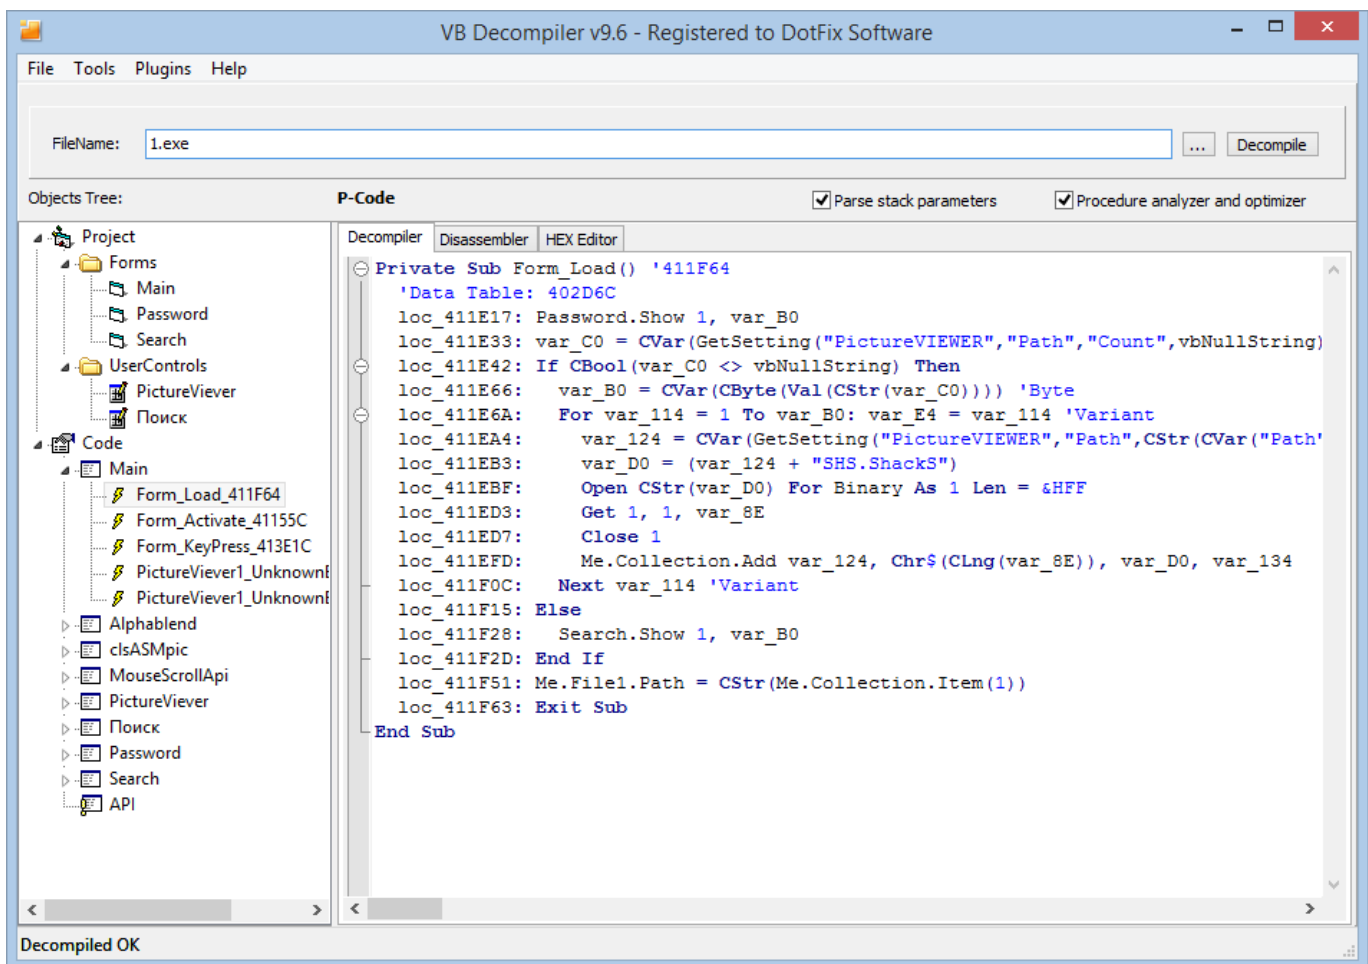 VB Decompiler v9.6 - Registered to DotFix Software
File Tools Plugins Help
FileName: 1.exe ... Decompile
Objects Tree: P-Code Parse stack parameters Procedure analyzer and optimizer
Project
Forms
Main
Password
Search
UserControls
PictureViever
Поиск
Code
Main
Form_Load_411F64
Form_Activate_41155C
Form_KeyPress_413E1C
PictureViever1_UnknownE
PictureViever1_UnknownE
Alphablend
clsASMpic
MouseScrollApi
PictureViever
Поиск
Password
Search
API
Decompiler Disassembler HEX Editor
Private Sub Form_Load() '411F64
'Data Table: 402D6C
loc_411E17: Password.Show 1, var_B0
loc_411E33: var_C0 = CVar(GetSetting("PictureVIEWER","Path","Count",vbNullString)
loc_411E42: If CBool(var_C0 <> vbNullString) Then
loc_411E66: var_B0 = CVar(CByte(Val(CStr(var_C0)))) 'Byte
loc_411E6A: For var_114 = 1 To var_B0: var_E4 = var_114 'Variant
loc_411EA4: var_124 = CVar(GetSetting("PictureVIEWER","Path",CStr(CVar("Path"
loc_411EB3: var_D0 = (var_124 + "SHS.ShackS")
loc_411EBF: Open CStr(var_D0) For Binary As 1 Len = &HFF
loc_411ED3: Get 1, 1, var_8E
loc_411ED7: Close 1
loc_411EFD: Me.Collection.Add var_124, Chr$(CLng(var_8E)), var_D0, var_134
loc_411F0C: Next var_114 'Variant
loc_411F15: Else
loc_411F28: Search.Show 1, var_B0
loc_411F2D: End If
loc_411F51: Me.File1.Path = CStr(Me.Collection.Item(1))
loc_411F63: Exit Sub
End Sub
Decompiled OK